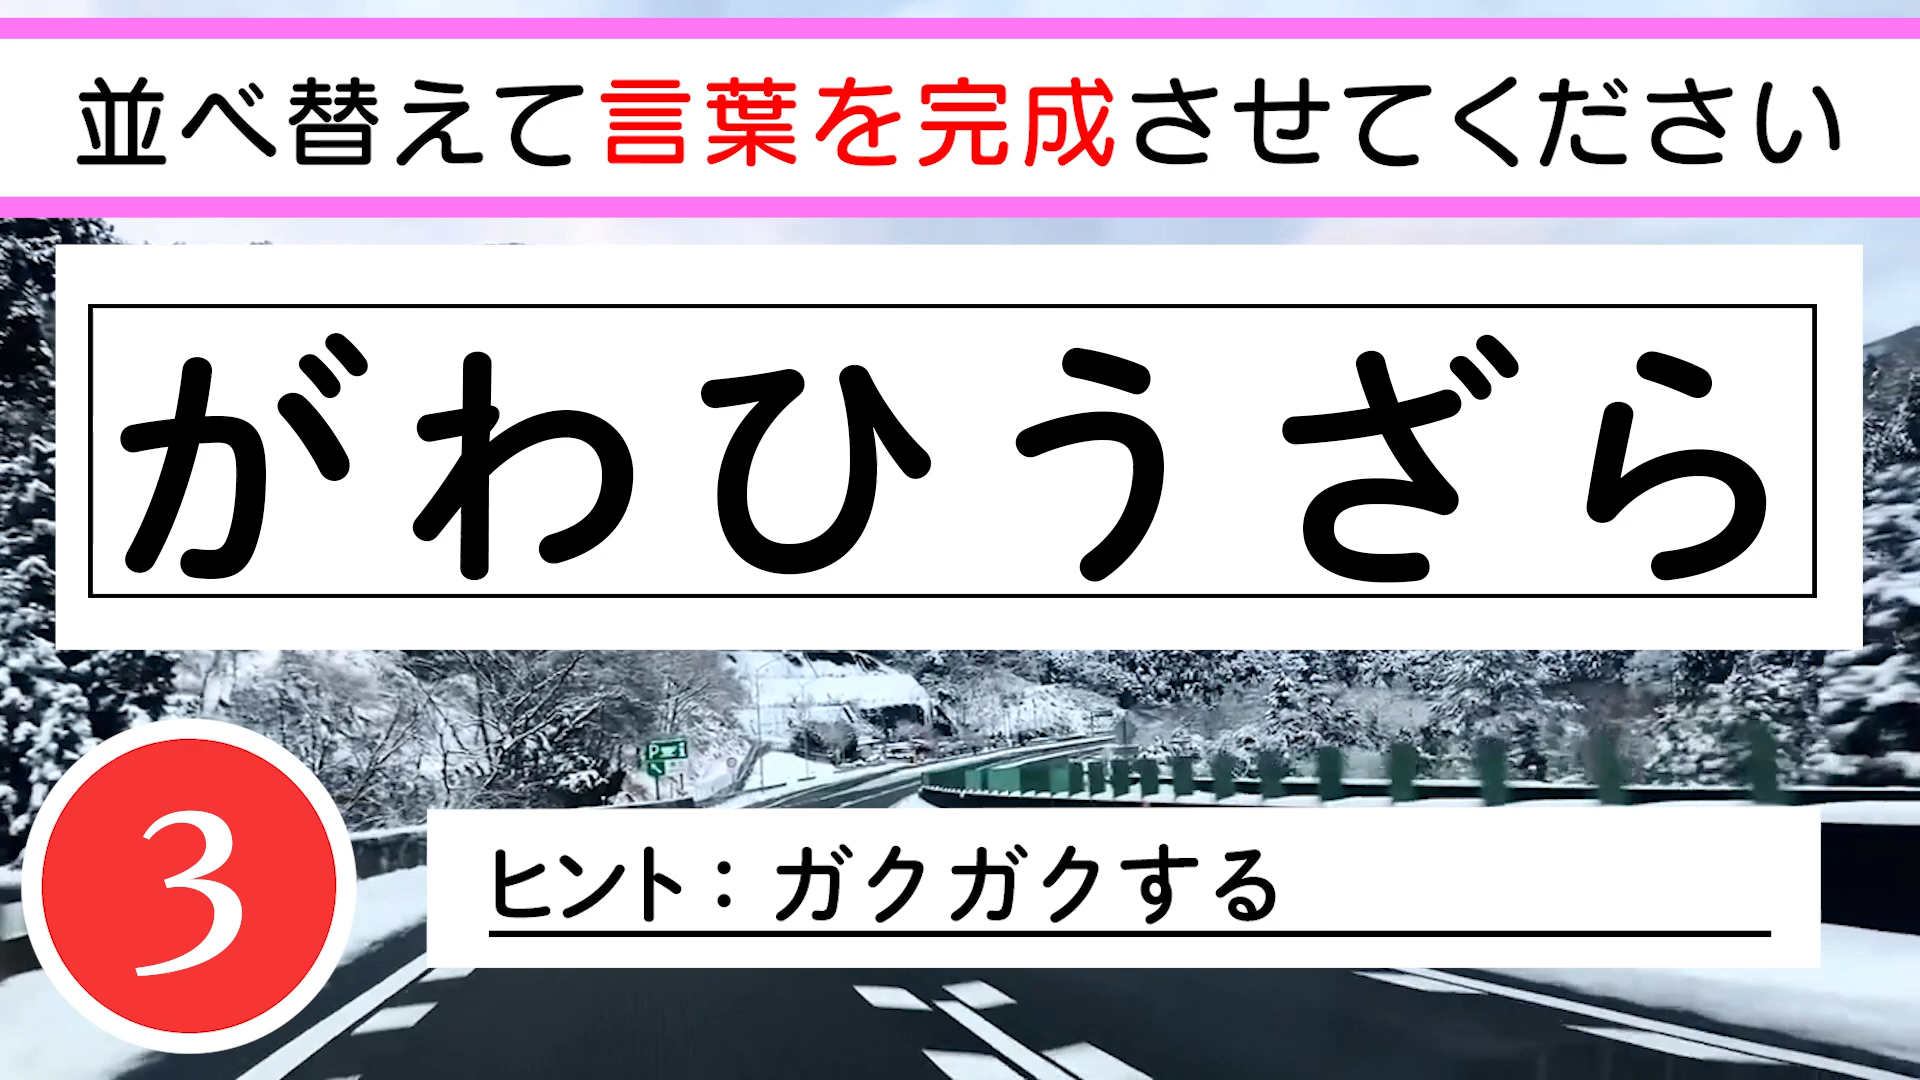 並べ替えて言葉を完成させてください
がわひうざら
P i
3
ヒント：ガクガクする